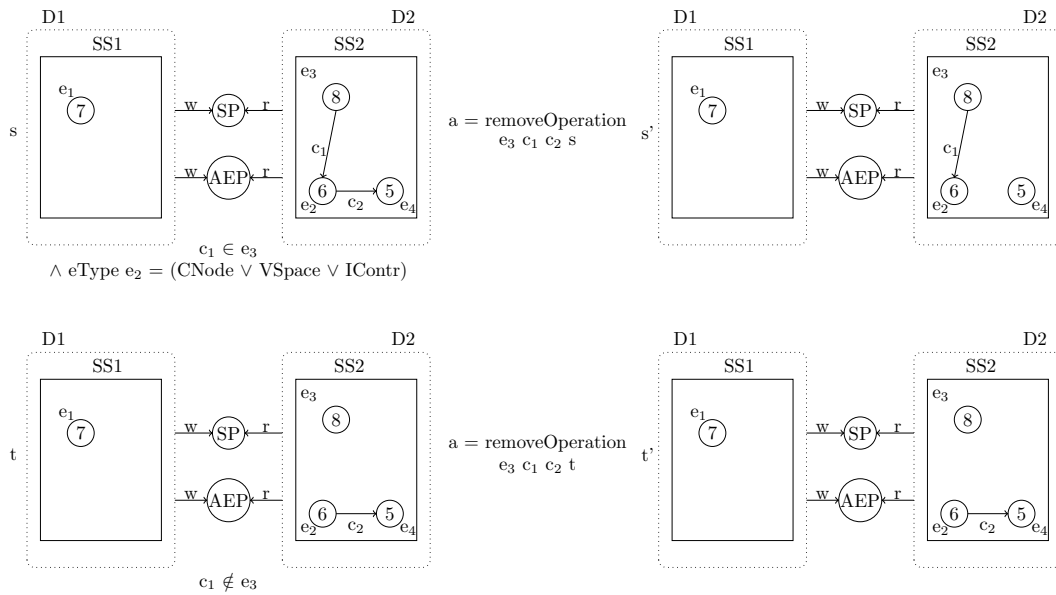 D1 D2 D1 D2
SS1 SS2 SS1 SS2
e3 e3
e1 8 e1 8
7 w SP r 7 w SP r
a = removeOperation
s e3 c1 c2 s s'
c1 c1
w AEP r w AEP r
6 5 6 5
e2 c2 e4 e2 e4
c1 ∈ e3
∧ eType e2 = (CNode ∨ VSpace ∨ IContr)
D1 D2 D1 D2
SS1 SS2 SS1 SS2
e3 e3
e1 8 e1 8
7 w SP r 7 w SP r
a = removeOperation
t e3 c1 c2 t t'
w AEP r w AEP r
6 5 6 5
e2 c2 e4 e2 c2 e4
c1 ∉ e3